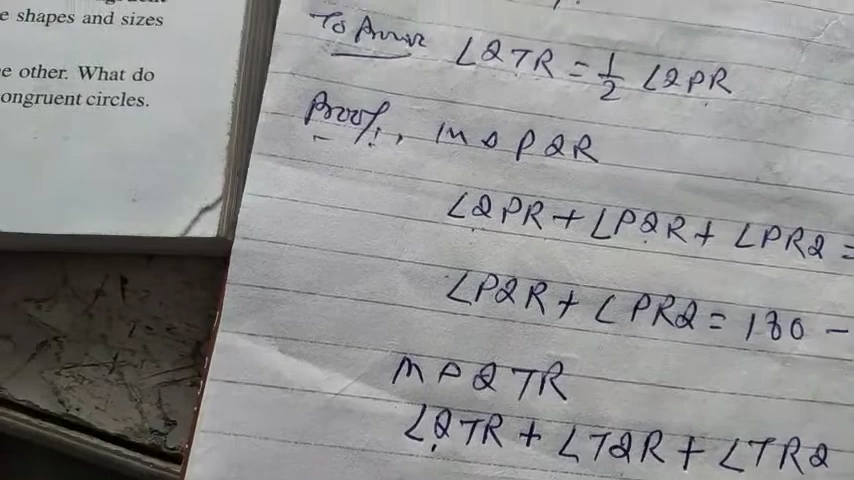 e shapes and sizes
e other. What do
ongruent circles.
To Prove ∠QTR = 1/2 ∠QPR
Proof:, In Δ PQR
∠QPR + ∠PQR + ∠PRQ =
∠PQR + ∠PRQ = 180 -
In Δ QTR
∠QTR + ∠TQR + ∠TRQ